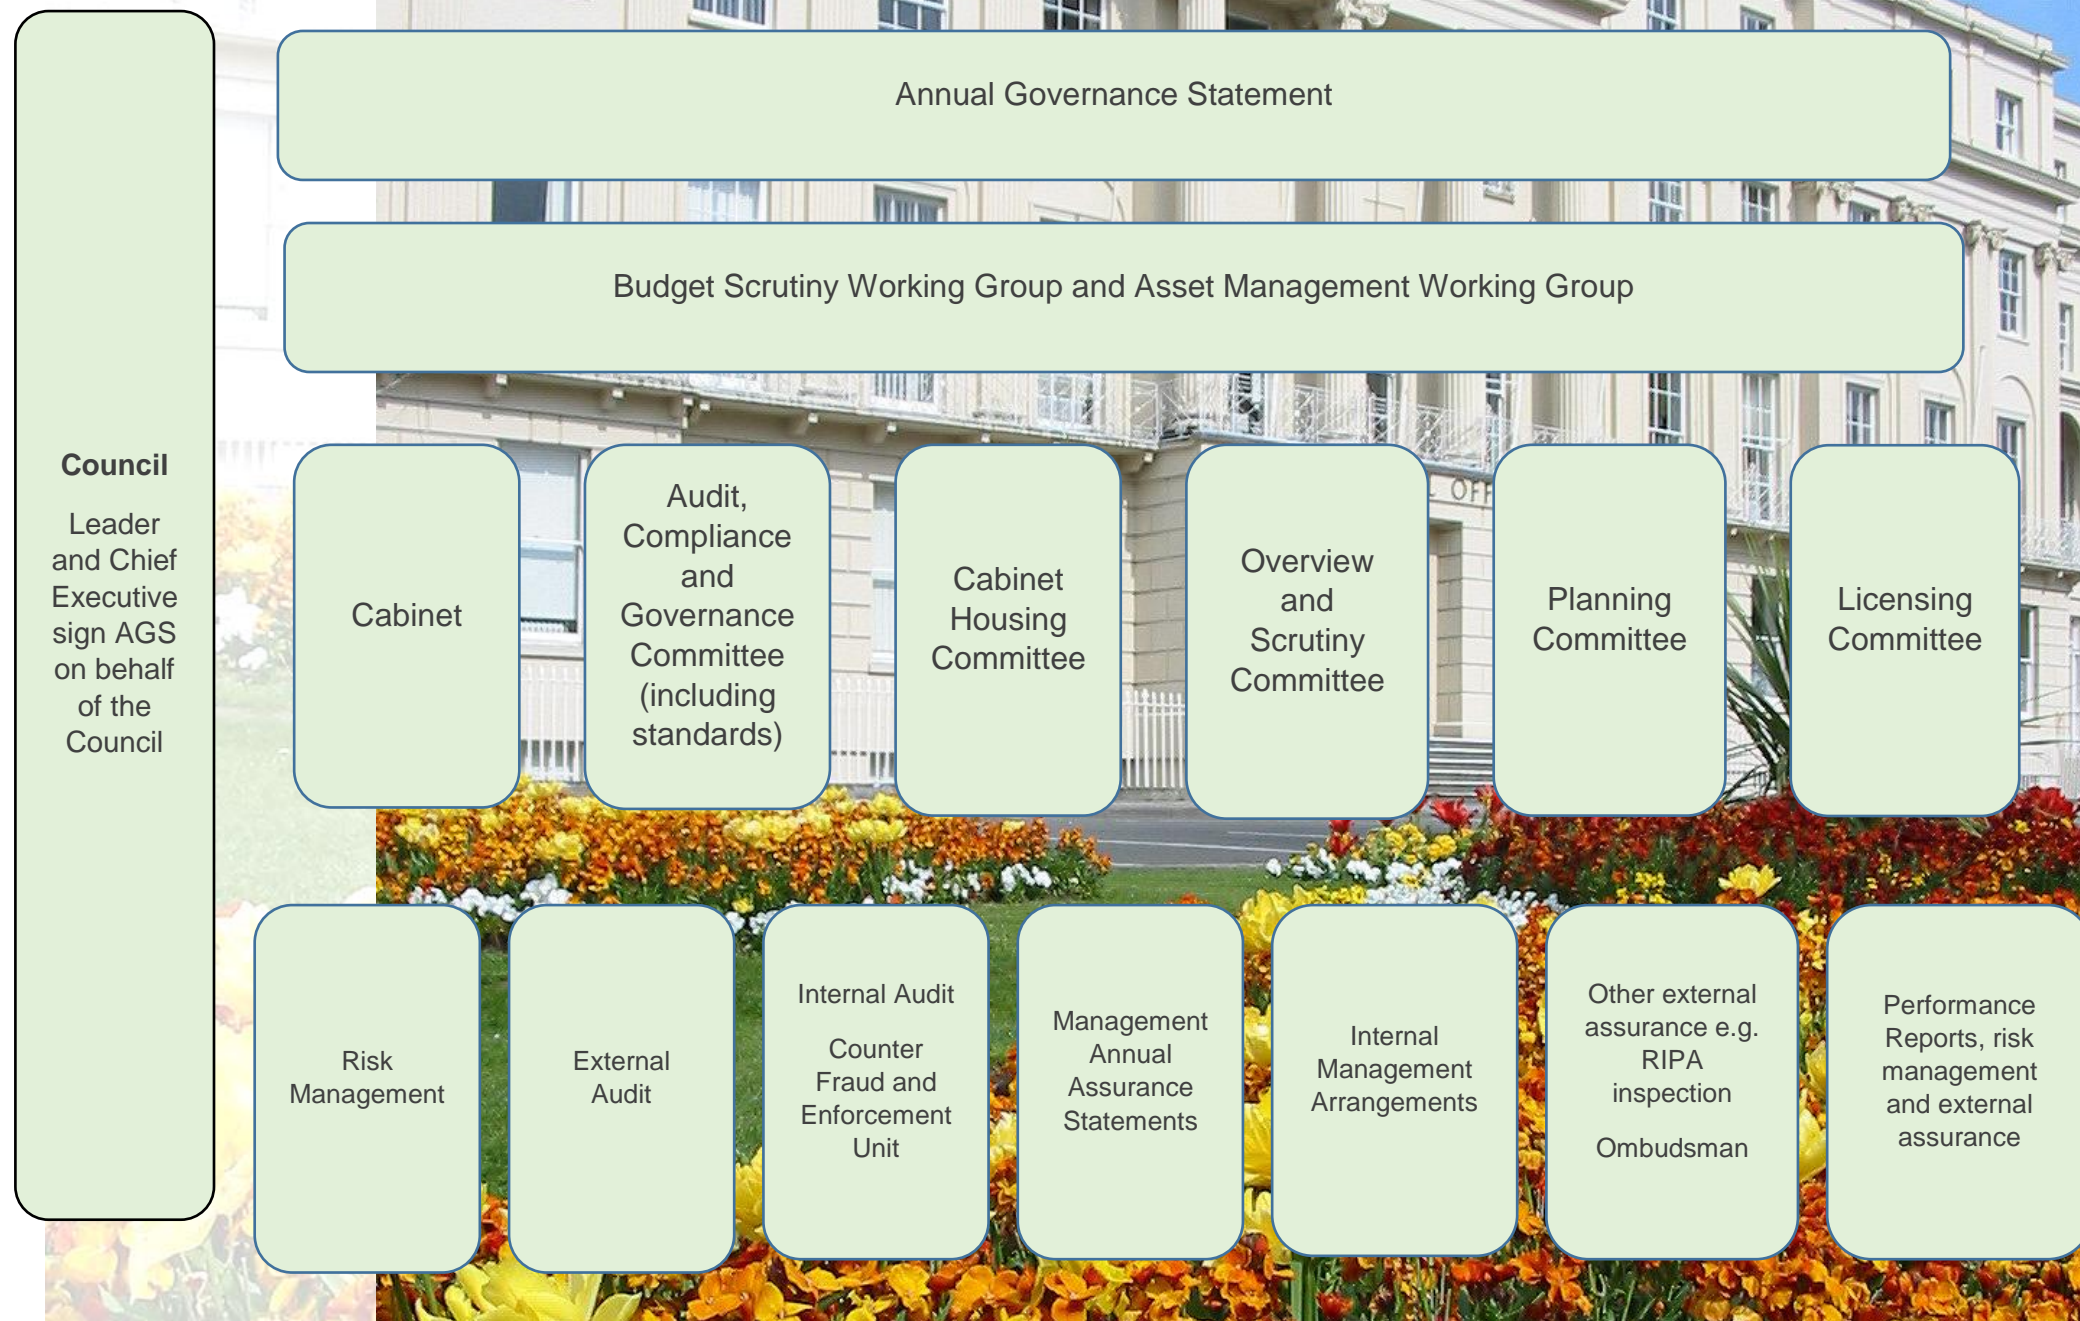 Annual Governance Statement
Budget Scrutiny Working Group and Asset Management Working Group
Council
Leader
and Chief
Executive
sign AGS
on behalf
of the
Council
Cabinet
Audit,
Compliance
and
Governance
Committee
(including
standards)
Cabinet
Housing
Committee
Overview
and
Scrutiny
Committee
Planning
Committee
Licensing
Committee
Risk
Management
External
Audit
Internal Audit
Counter
Fraud and
Enforcement
Unit
Management
Annual
Assurance
Statements
Internal
Management
Arrangements
Other external
assurance e.g.
RIPA
inspection
Ombudsman
Performance
Reports, risk
management
and external
assurance